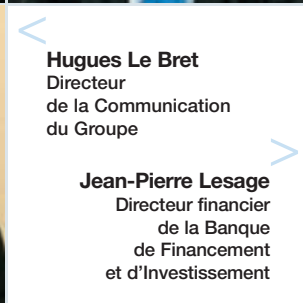 <
Hugues Le Bret
Directeur
de la Communication
du Groupe
>
Jean-Pierre Lesage
Directeur financier
de la Banque
de Financement
et d’Investissement